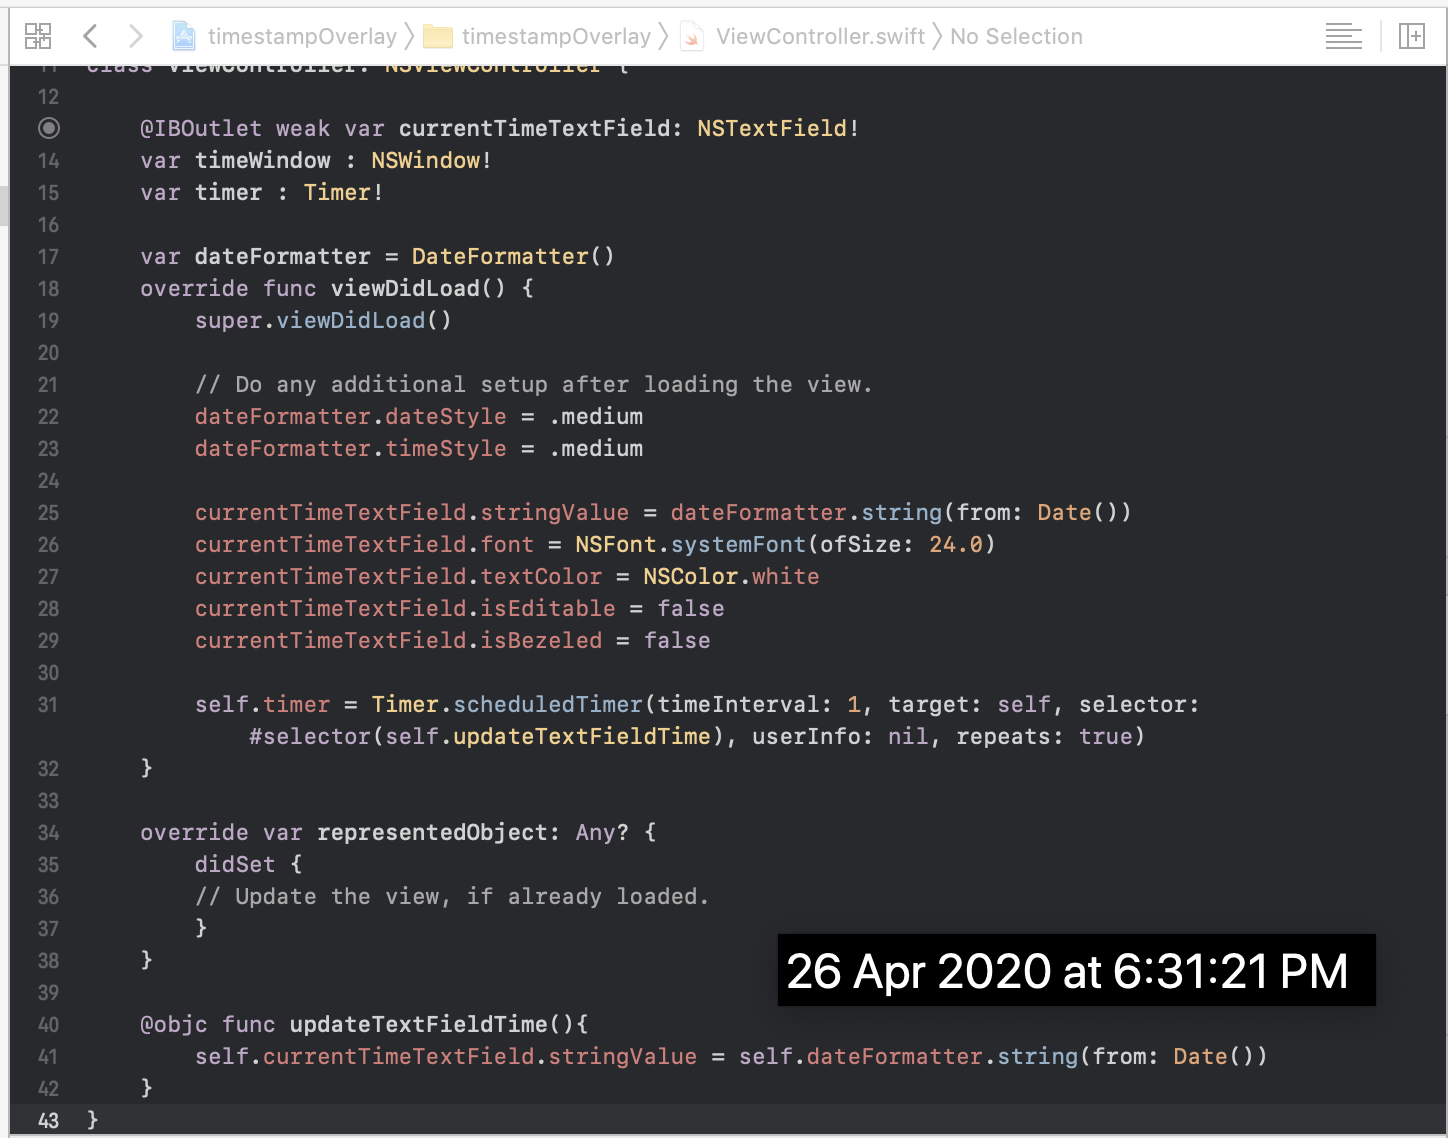 timestampOverlay timestampOverlay ViewController.swift No Selection
11 class ViewController: NSViewController {
12
@IBOutlet weak var currentTimeTextField: NSTextField!
14 var timeWindow : NSWindow!
15 var timer : Timer!
16
17 var dateFormatter = DateFormatter()
18 override func viewDidLoad() {
19 super.viewDidLoad()
20
21 // Do any additional setup after loading the view.
22 dateFormatter.dateStyle = .medium
23 dateFormatter.timeStyle = .medium
24
25 currentTimeTextField.stringValue = dateFormatter.string(from: Date())
26 currentTimeTextField.font = NSFont.systemFont(ofSize: 24.0)
27 currentTimeTextField.textColor = NSColor.white
28 currentTimeTextField.isEditable = false
29 currentTimeTextField.isBezeled = false
30
31 self.timer = Timer.scheduledTimer(timeInterval: 1, target: self, selector:
#selector(self.updateTextFieldTime), userInfo: nil, repeats: true)
32 }
33
34 override var representedObject: Any? {
35 didSet {
36 // Update the view, if already loaded.
37 }
38 }
26 Apr 2020 at 6:31:21 PM
39
40 @objc func updateTextFieldTime(){
41 self.currentTimeTextField.stringValue = self.dateFormatter.string(from: Date())
42 }
43 }